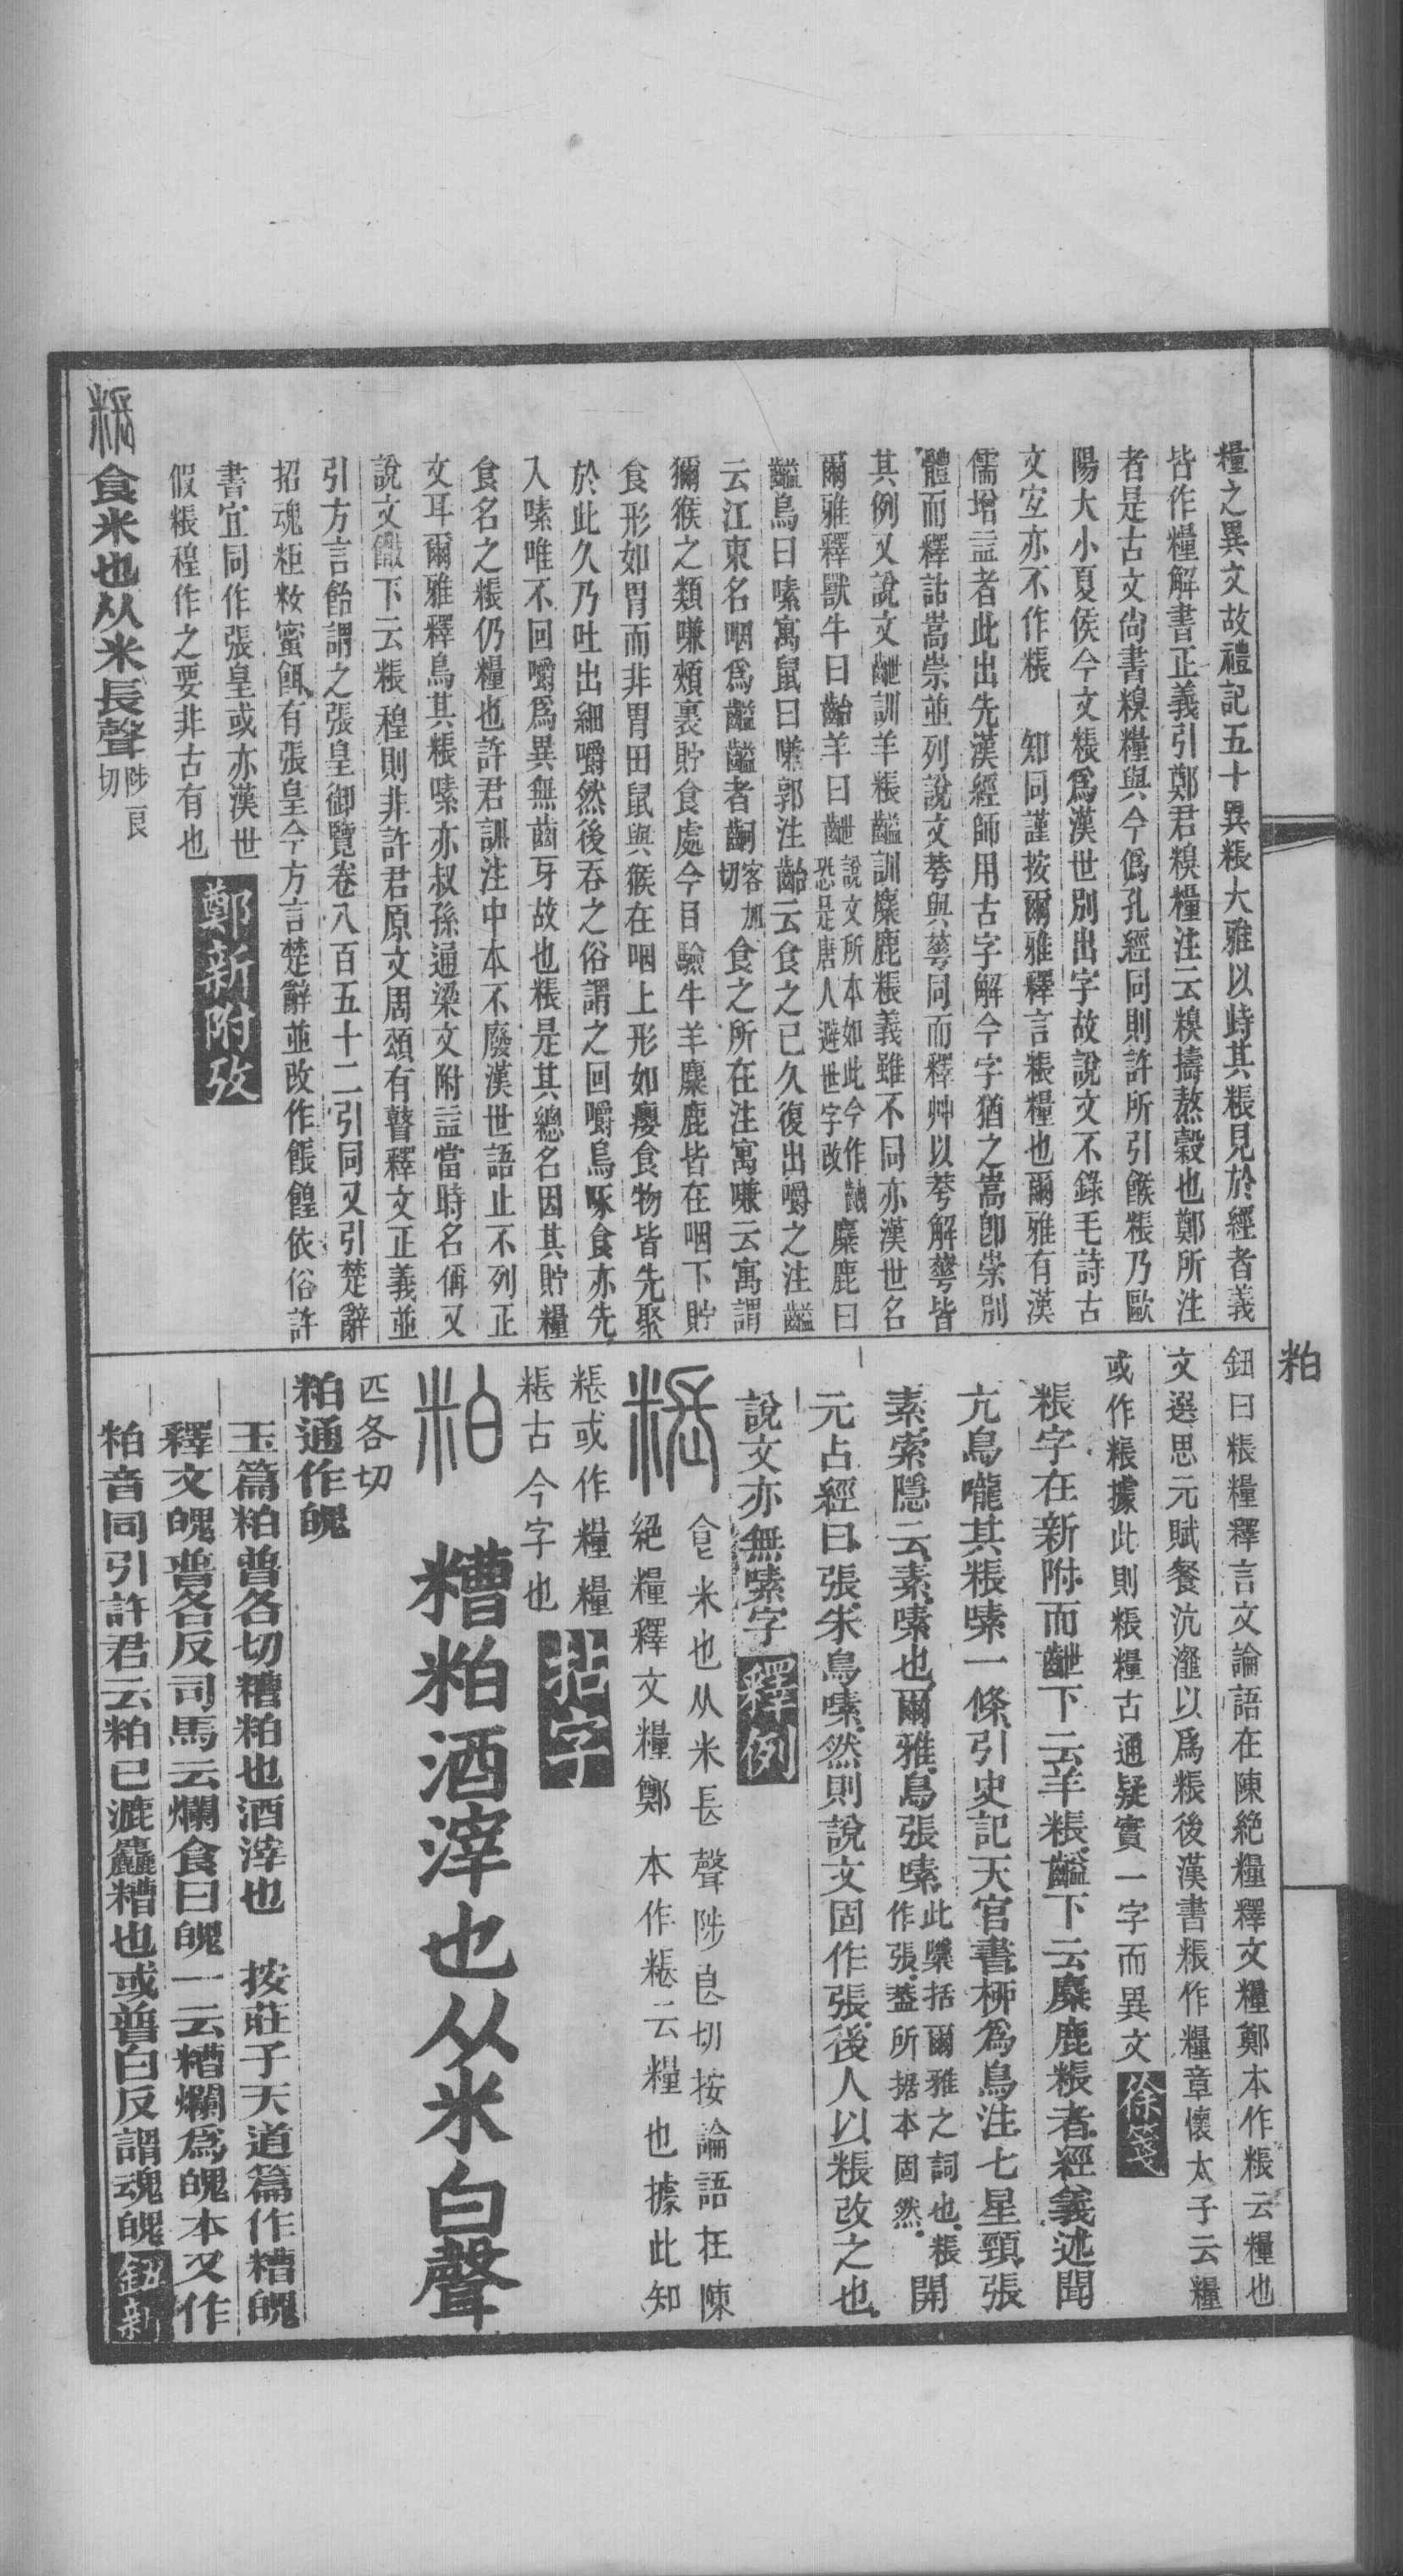 糧之異文故禮記五十異粻大雅以峙其粻見於經者義
皆作糧解書正義引鄭君糗糧注云糗擣熬穀也鄭所注
者是古文尚書糗糧與今僞孔經同則許所引餱粻乃歐
陽大小夏侯今文粻爲漢世別出字故說文不錄毛詩古
文宐亦不作粻　知同謹按爾雅釋言粻糧也爾雅有漢
儒增益者此出先漢經師用古字解今字猶之嵩卽崇別
體而釋詁嵩崇並列說文荂與蕚同而釋艸以荂解蕚皆
其例又說文齛訓羊粻齸訓麋鹿粻義雖不同亦漢世名
爾雅釋獸牛曰齝羊曰齛說文所本如此今作齥恐是唐人避世字改麋鹿曰
齸鳥曰嗉寓鼠曰嗛郭注齝云食之已久復出嚼之注齸
云江東名咽爲齸齸者䶗客加切食之所在注寓嗛云寓謂
獼猴之類嗛頰裏貯食處今目驗牛羊麋鹿皆在咽下貯
食形如胃而非胃田鼠與猴在咽上形如癭食物皆先聚
於此久乃吐出細嚼然後吞之俗謂之回嚼鳥啄食亦先
入嗉唯不回嚼爲異無齒牙故也粻是其總名因其貯糧
食名之粻仍糧也許君訓注中本不廢漢世語止不列正
文耳爾雅釋鳥其粻嗉亦叔孫通梁文附益當時名偁又
說文饊下云粻䅣則非許君原文周頌有瞽釋文正義並
引方言飴謂之張皇御覽卷八百五十二引同又引楚辭
招魂粔籹蜜餌有張皇今方言楚辭並改作餦餭依俗許
書宜同作張皇或亦漢世
假粻䅣作之要非古有也鄭新附攷
粻食米也从米長聲陟良切
鈕曰粻糧釋言文論語在陳絶糧釋文糧鄭本作粻云糧也
文選思元賦餐沆瀣以爲粻後漢書粻作糧章懷太子云糧
或作粻據此則粻糧古通疑實一字而異文徐箋
粻字在新附而齛下云羊粻齸下云麋鹿粻者經義述聞
亢鳥嚨其粻嗉一條引史記天官書柳爲鳥注七星頸張
素索隱云素嗉也爾雅鳥張嗉此櫽括爾雅之詞也粻作張蓋所據本固然開
元占經曰張朱鳥嗉然則說文固作張後人以粻改之也
說文亦無嗉字釋例
粻食米也从米長聲陟良切按論語在陳
絕糧釋文糧鄭本作粻云糧也據此知
粻或作糧糧
粻古今字也拈字
粕糟粕酒滓也从米白聲
匹各切
粕通作魄
玉篇粕普各切糟粕也酒滓也　按莊子天道篇作糟魄
釋文魄普各反司馬云爛食曰魄一云糟爛爲魄本又作
粕音同引許君云粕已漉麤糟也或普白反謂魂魄鈕新
粕